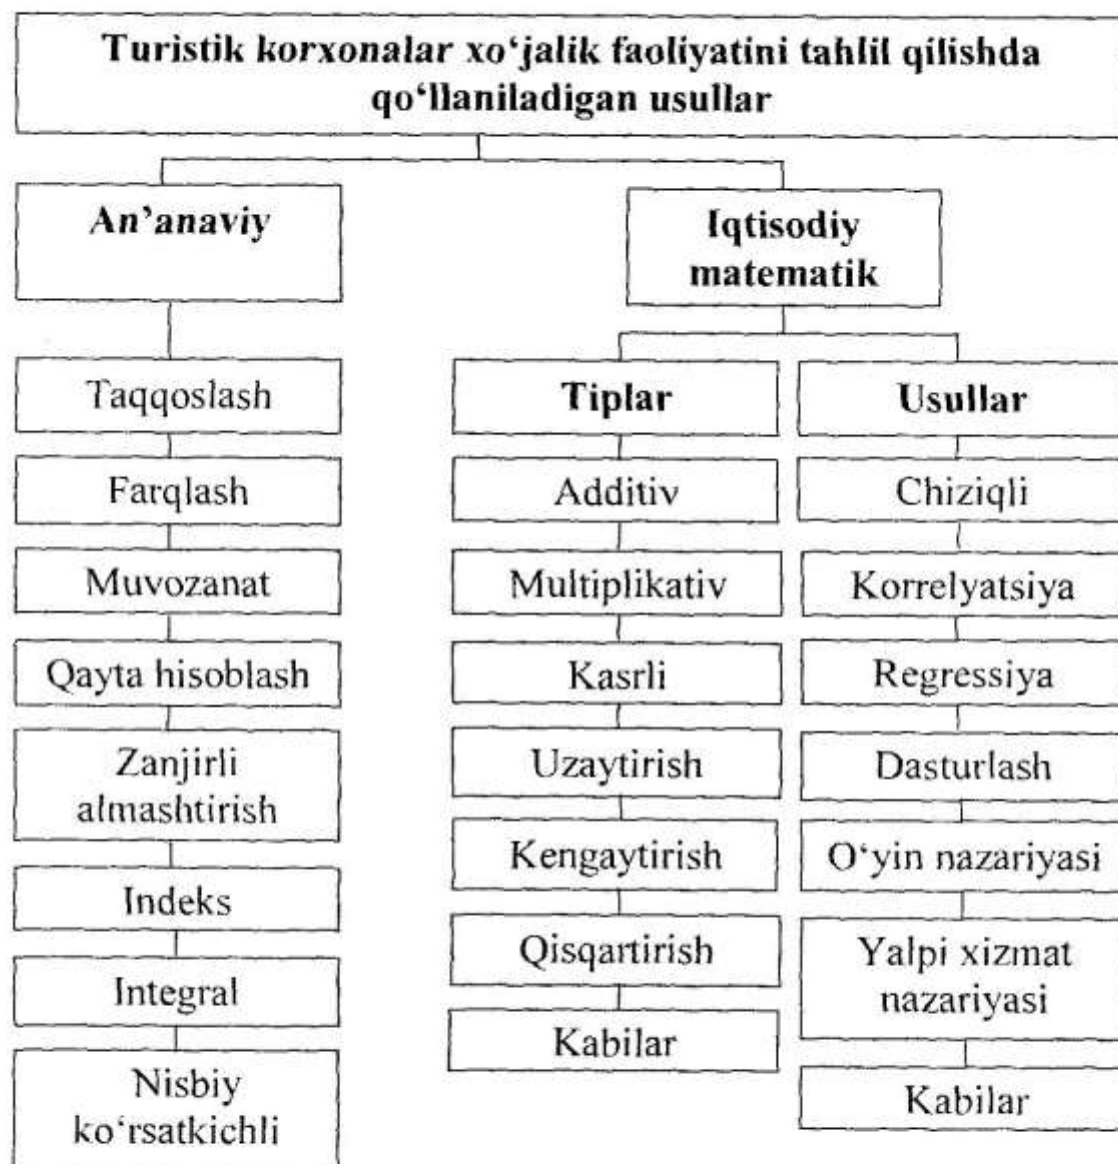 Turistik korxonalar xo‘jalik faoliyatini tahlil qilishda
qo‘llaniladigan usullar
An’anaviy
Taqqoslash
Farqlash
Muvozanat
Qayta hisoblash
Zanjirli
almashtirish
Indeks
Integral
Nisbiy
ko‘rsatkichli
Iqtisodiy
matematik
Tiplar
Additiv
Multiplikativ
Kasrli
Uzaytirish
Kengaytirish
Qisqartirish
Kabilar
Usullar
Chiziqli
Korrelyatsiya
Regressiya
Dasturlash
O‘yin nazariyasi
Yalpi xizmat
nazariyasi
Kabilar